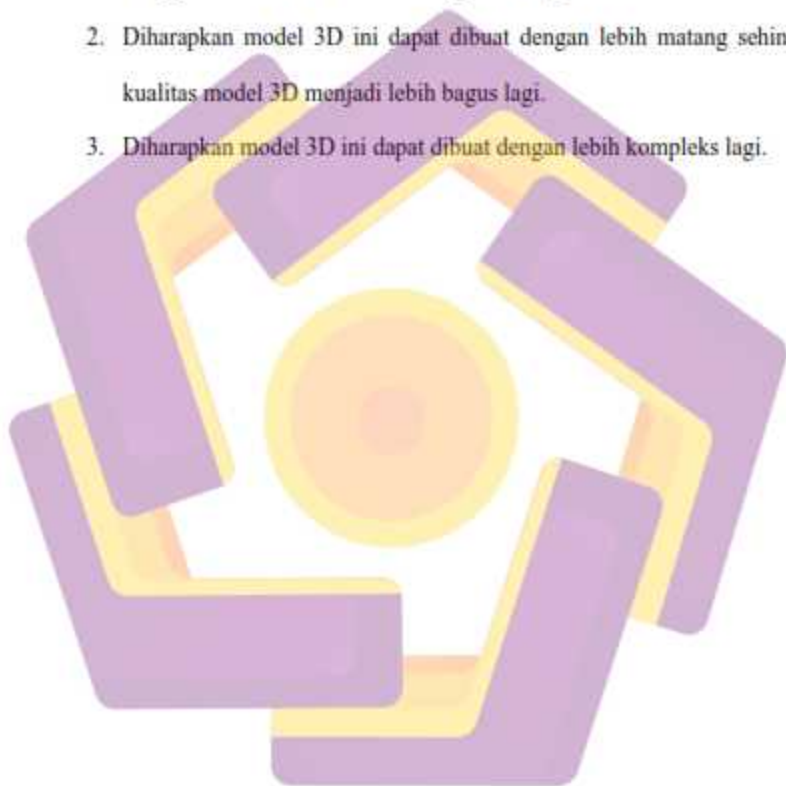 2. Diharapkan model 3D ini dapat dibuat dengan lebih matang
kualitas model 3D menjadi lebih bagus lagi.
3. Diharapkan model 3D ini dapat dibuat dengan lebih kompleks lagi.